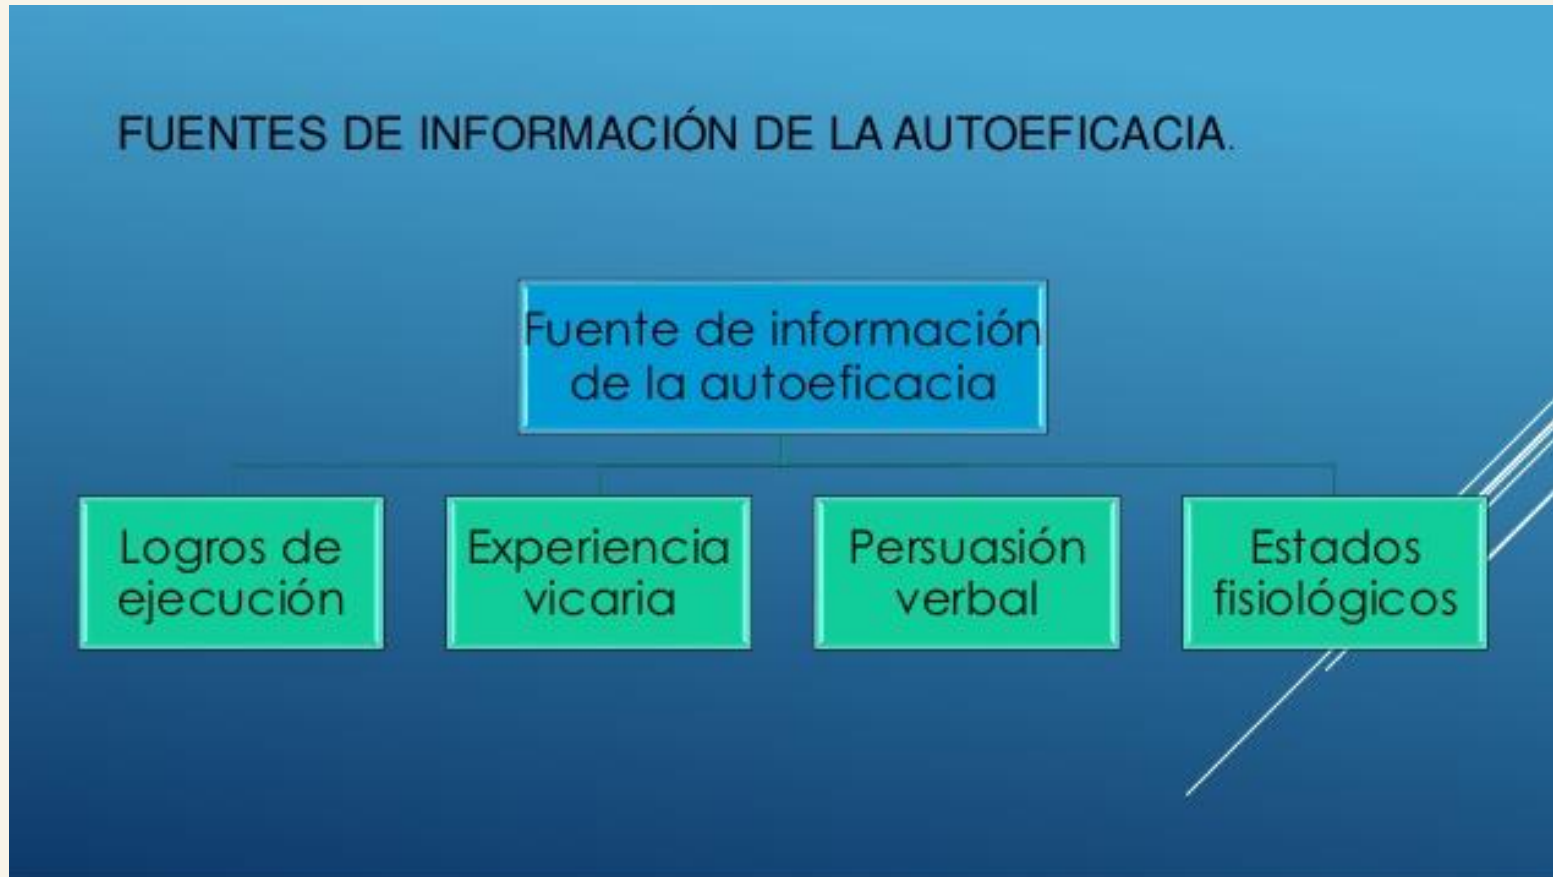 FUENTES DE INFORMACIÓN DE LA AUTOEFICACIA.
Fuente de información
de la autoeficacia
Logros de
ejecución
Experiencia
vicaria
Persuasión
verbal
Estados
fisiológicos